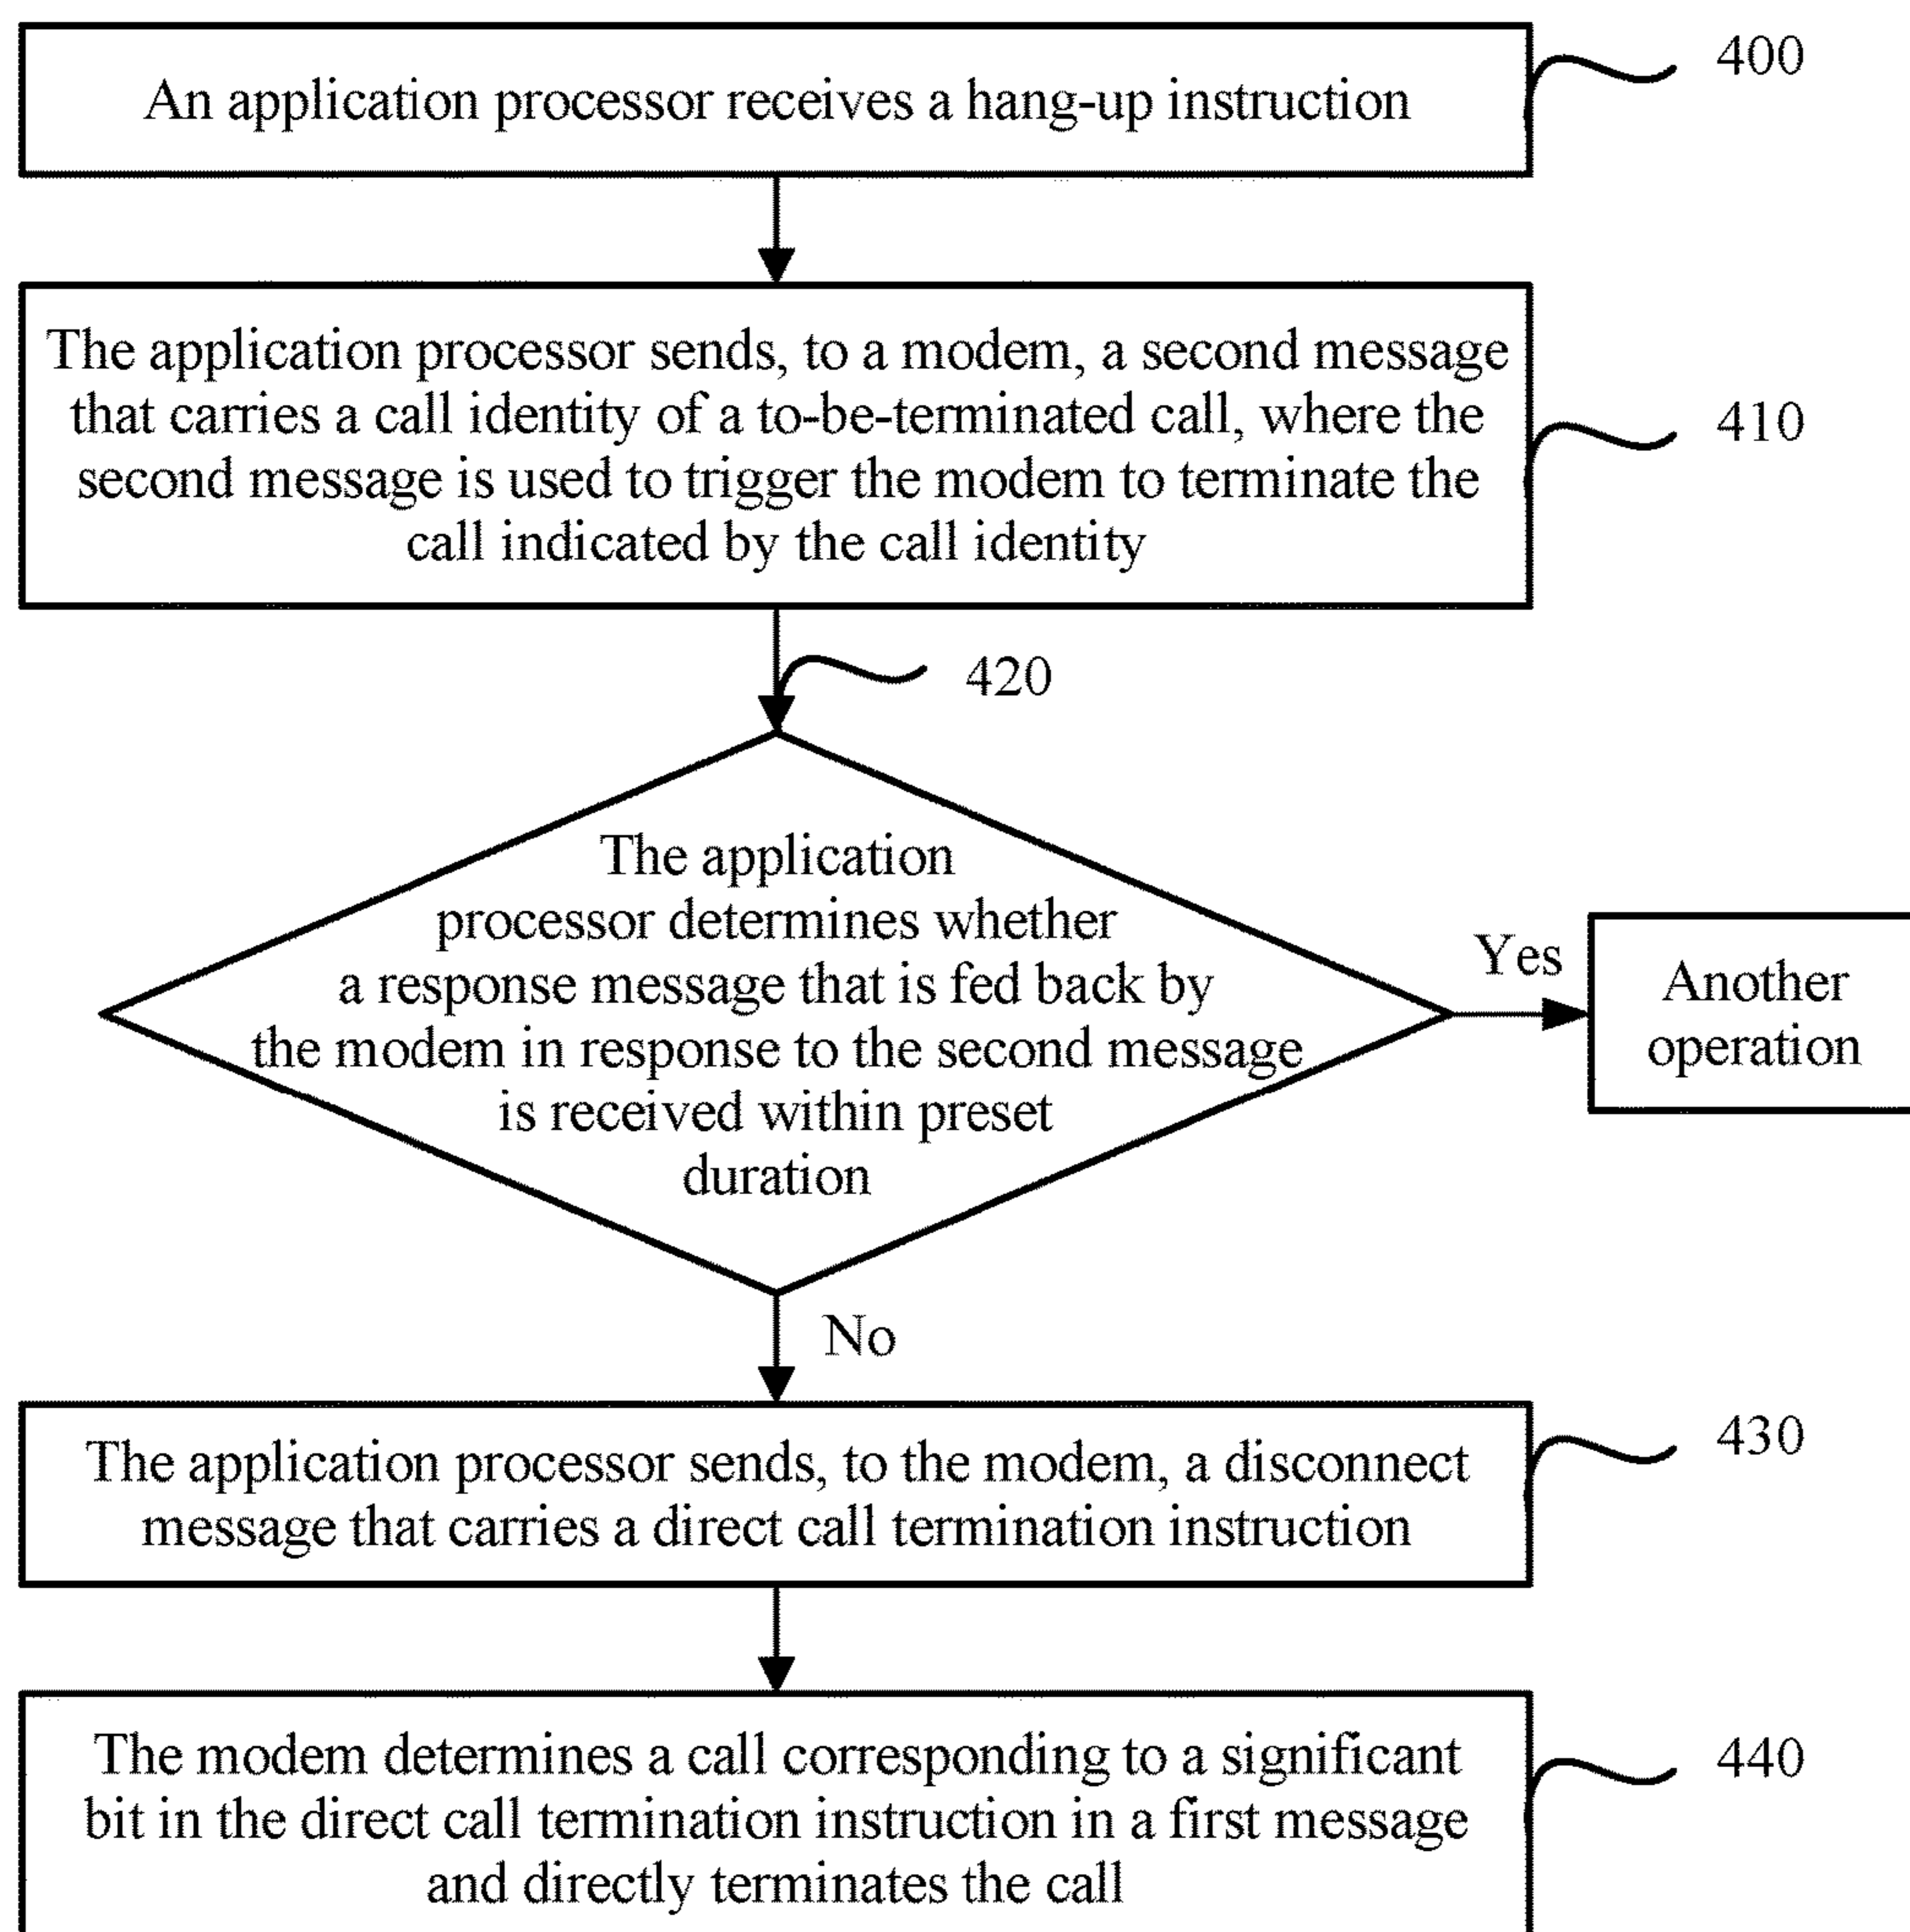 An application processor receives a hang-up instruction
400
The application processor sends, to a modem, a second message
that carries a call identity of a to-be-terminated call, where the
second message is used to trigger the modem to terminate the
call indicated by the call identity
410
420
The application
processor determines whether
a response message that is fed back by
the modem in response to the second message
is received within preset
duration
Yes
Another
operation
No
The application processor sends, to the modem, a disconnect
message that carries a direct call termination instruction
430
The modem determines a call corresponding to a significant
bit in the direct call termination instruction in a first message
and directly terminates the call
440